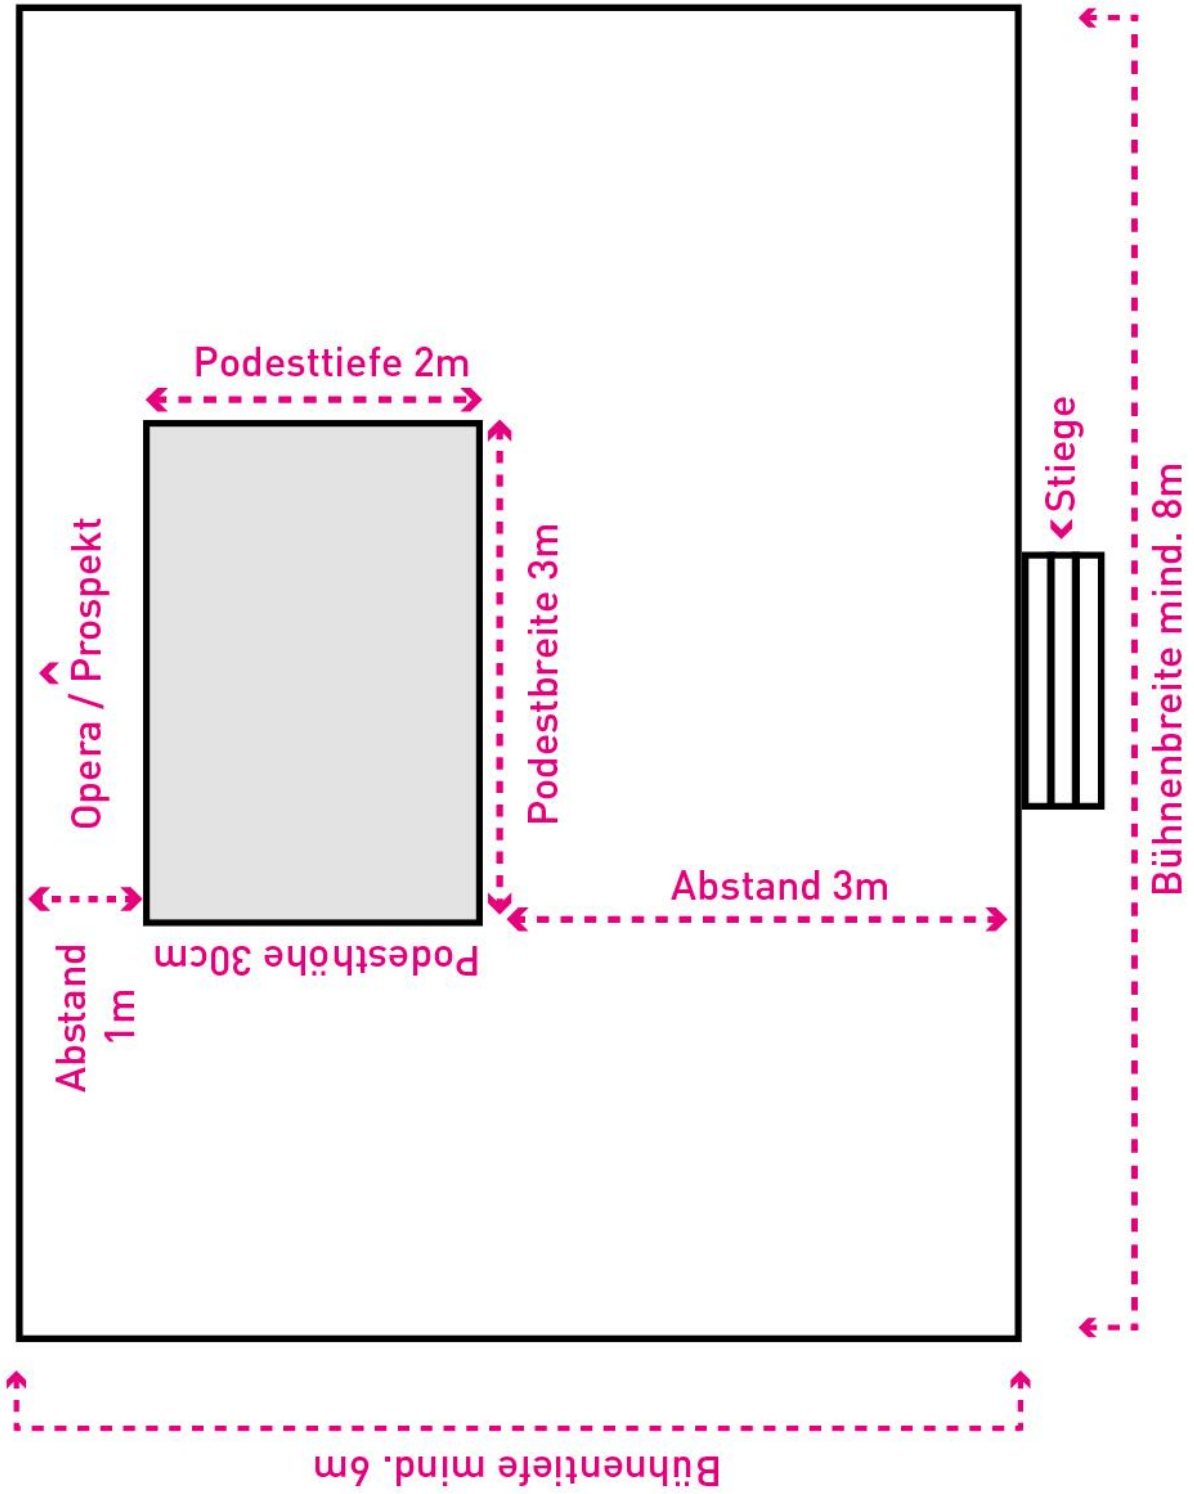 Podesttiefe 2m
Opera / Prospekt
Podestbreite 3m
Stiege
Bühnenbreite mind. 8m
Abstand 3m
Abstand
1m
Podesthöhe 30cm
Bühnentiefe mind. 6m